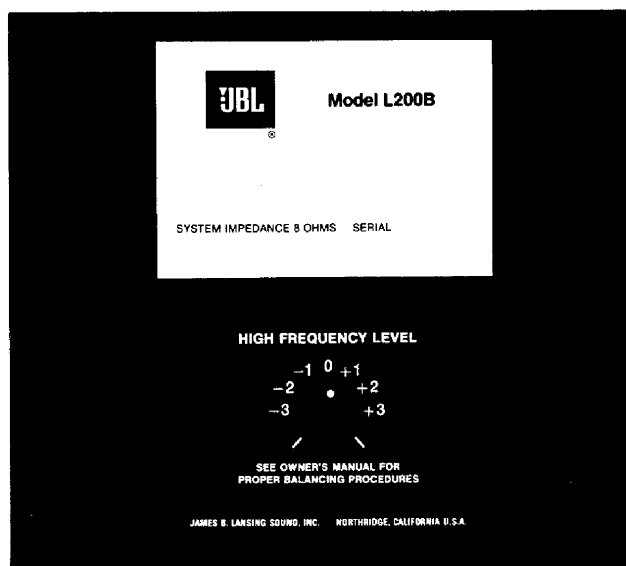 JBL
Model L200B
®
SYSTEM IMPEDANCE 8 OHMS SERIAL
HIGH FREQUENCY LEVEL
-3 -2 -1 0 +1 +2 +3
SEE OWNER'S MANUAL FOR
PROPER BALANCING PROCEDURES
JAMES B. LANSING SOUND, INC. NORTHRIDGE, CALIFORNIA U.S.A.